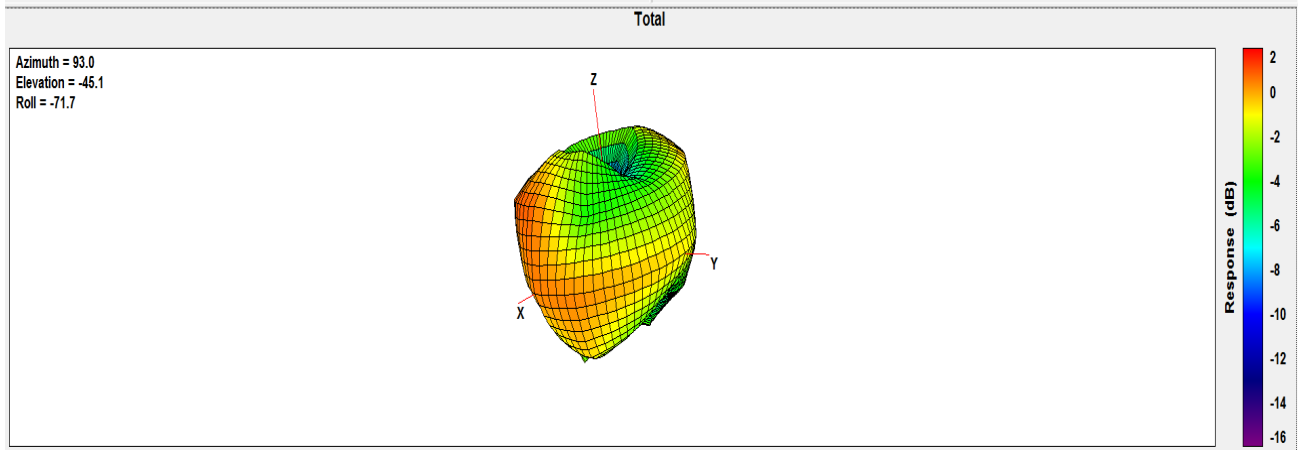 Total
Azimuth = 93.0
Elevation = -45.1
Roll = -71.7
Z
Y
X
2
0
-2
-4
-6
-8
-10
-12
-14
-16
Response (dB)